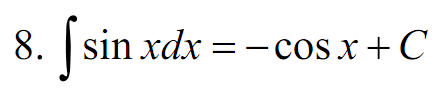 8. ∫ sin xdx = − cos x + C